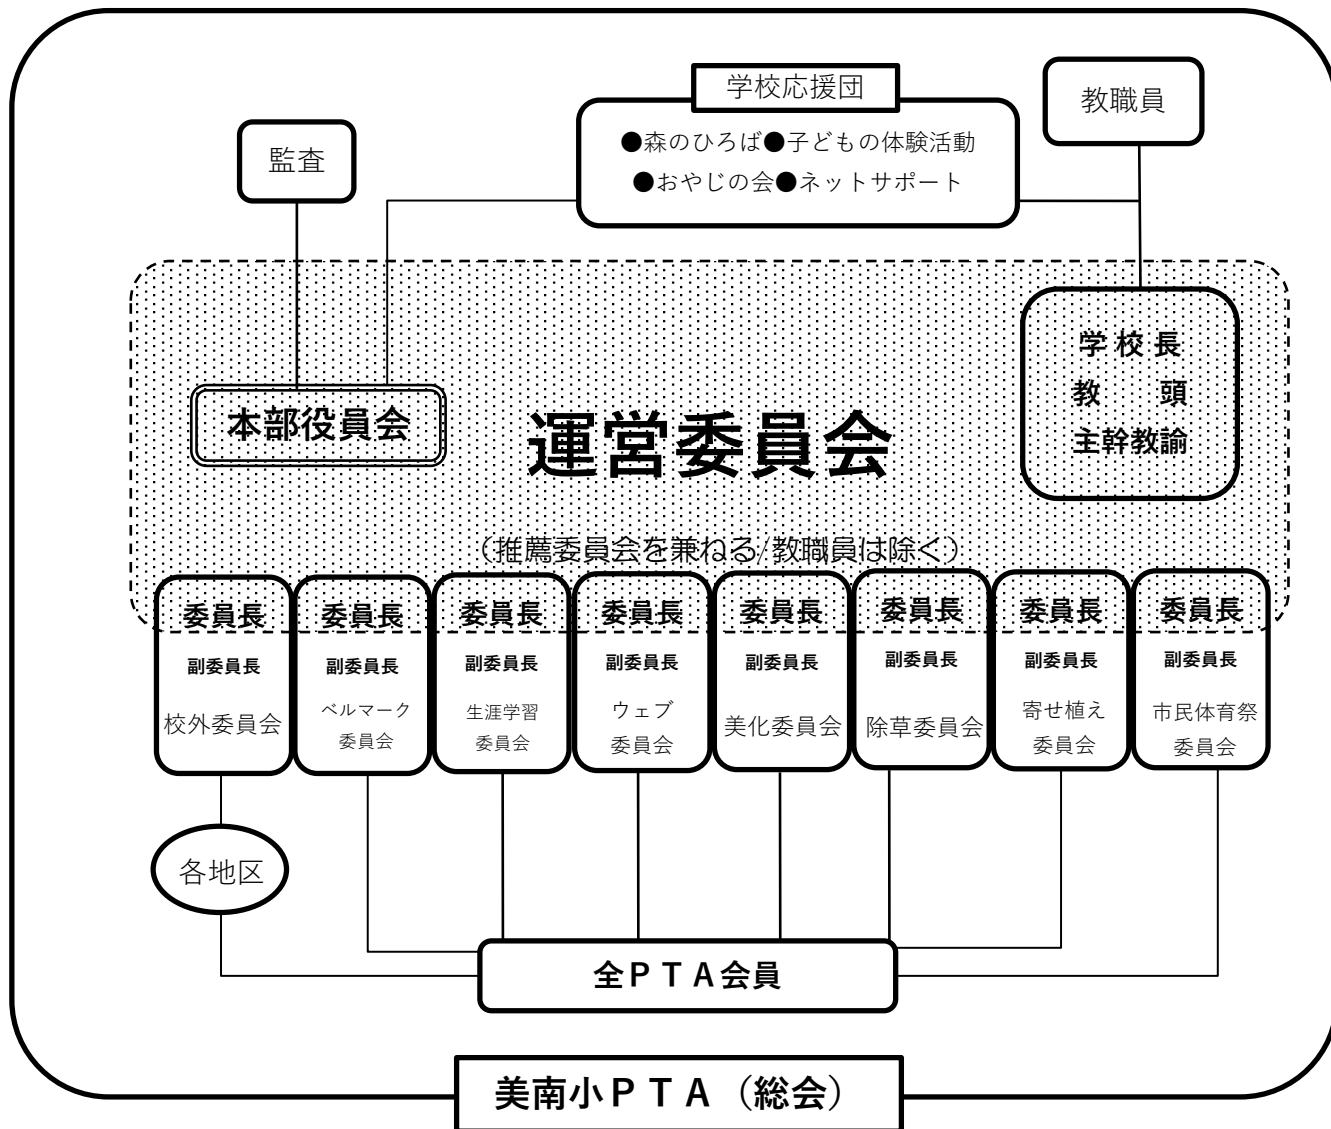 学校応援団
教職員
●森のひろば●子どもの体験活動
●おやじの会●ネットサポート
監査
学 校 長
教　　頭
主幹教諭
本部役員会
運営委員会
（推薦委員会を兼ねる/教職員は除く）
委員長
副委員長
校外委員会
委員長
副委員長
ベルマーク
委員会
委員長
副委員長
生涯学習
委員会
委員長
副委員長
ウェブ
委員会
委員長
副委員長
美化委員会
委員長
副委員長
除草委員会
委員長
副委員長
寄せ植え
委員会
委員長
副委員長
市民体育祭
委員会
各地区
全ＰＴＡ会員
美南小ＰＴＡ（総会）